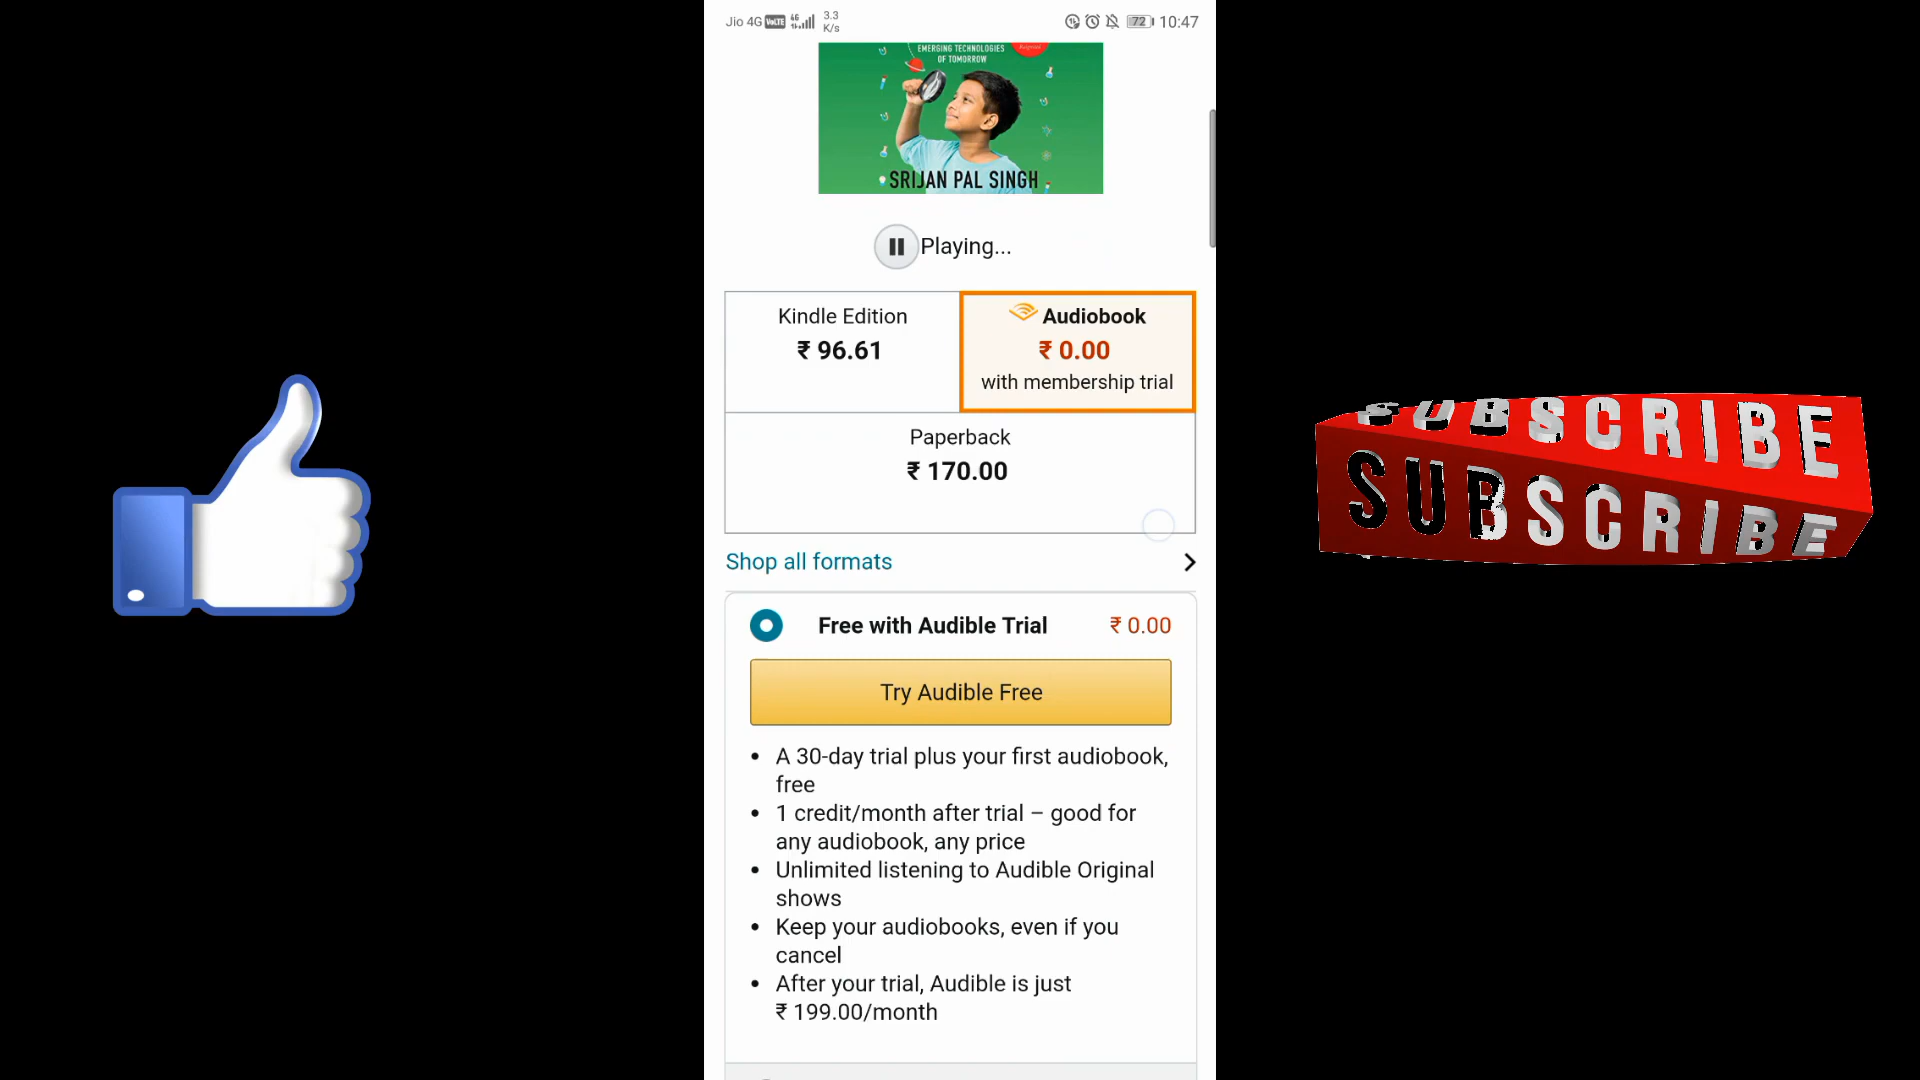 Jio 4G VoLTE 4G 3.3 K/s 72 10:47
EMERGING TECHNOLOGIES
OF TOMORROW
SRIJAN PAL SINGH
Playing...
Kindle Edition
₹ 96.61
Audiobook
₹ 0.00
with membership trial
Paperback
₹ 170.00
Shop all formats
Free with Audible Trial ₹ 0.00
Try Audible Free
• A 30-day trial plus your first audiobook,
free
• 1 credit/month after trial – good for
any audiobook, any price
• Unlimited listening to Audible Original
shows
• Keep your audiobooks, even if you
cancel
• After your trial, Audible is just
₹ 199.00/month
SUBSCRIBE
SUBSCRIBE